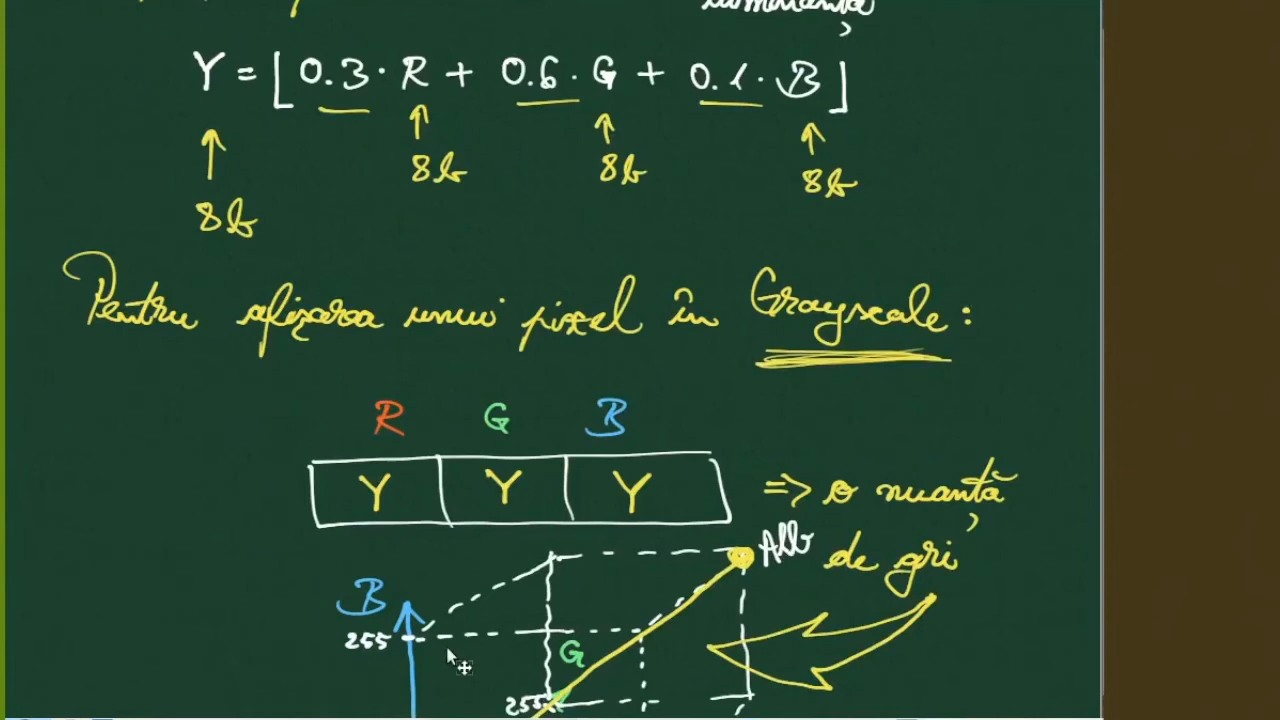 luminanță
Y = [0.3 · R + 0.6 · G + 0.1 · B]
8b 8b 8b
8b
Pentru afișarea unui pixel în Grayscale:
R G B
Y Y Y => o nuanță
Alb de gri
B
255
G
255